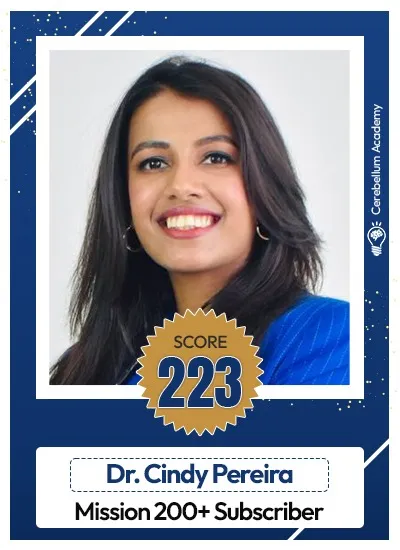 Cerebellum Academy
SCORE
223
Dr. Cindy Pereira
Mission 200+ Subscriber